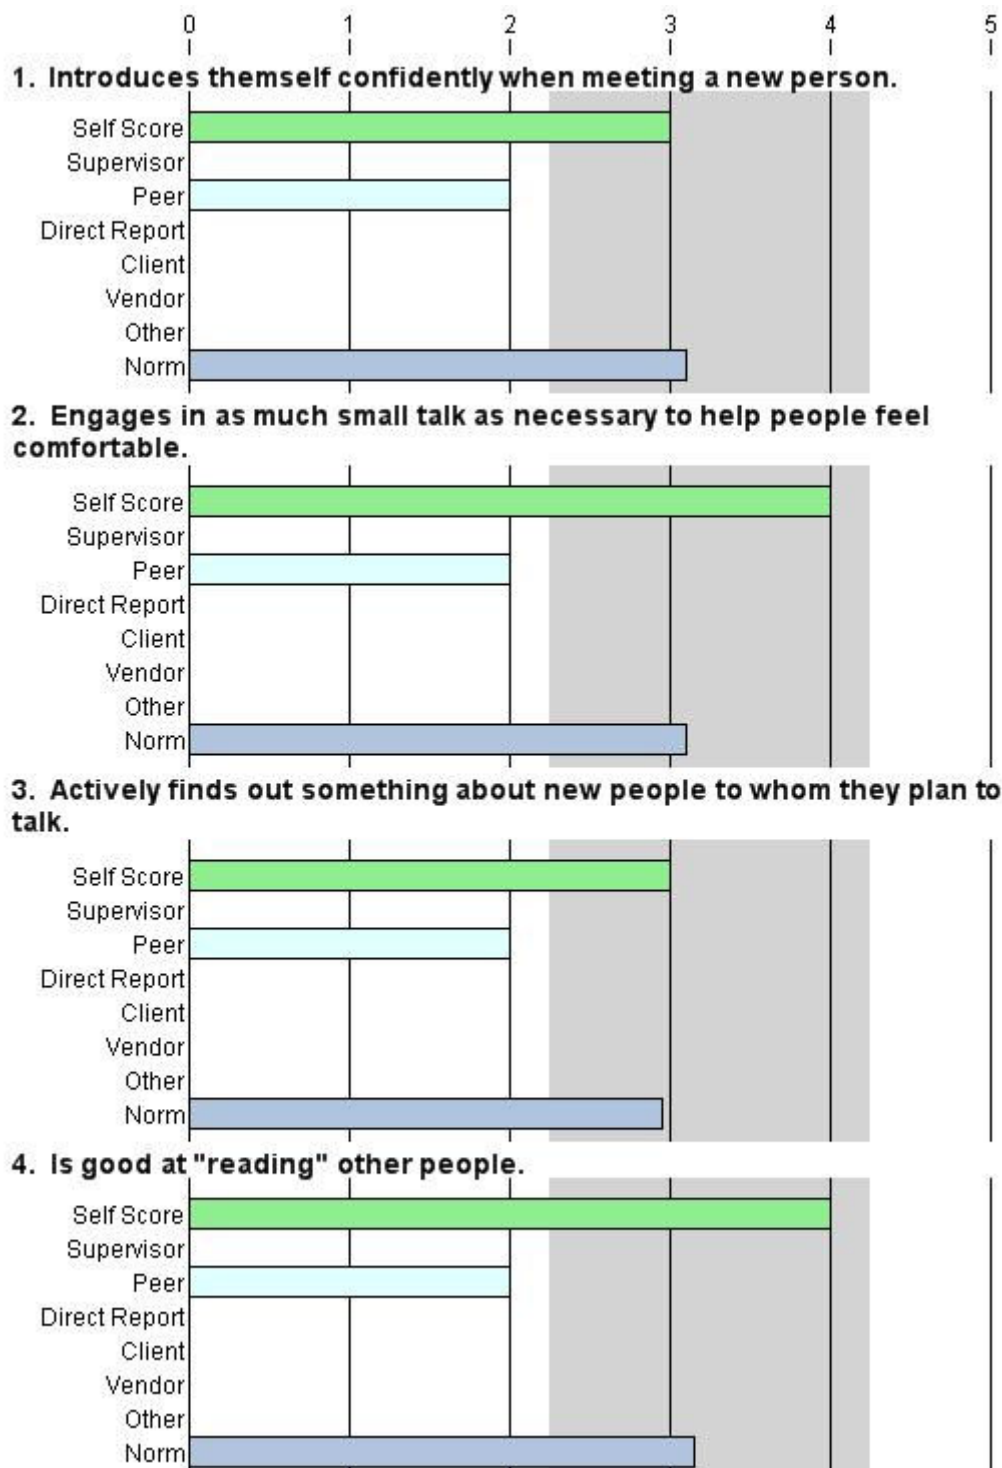 0 1 2 3 4 5
1. Introduces themself confidently when meeting a new person.
Self Score
Supervisor
Peer
Direct Report
Client
Vendor
Other
Norm
2. Engages in as much small talk as necessary to help people feel
comfortable.
Self Score
Supervisor
Peer
Direct Report
Client
Vendor
Other
Norm
3. Actively finds out something about new people to whom they plan to
talk.
Self Score
Supervisor
Peer
Direct Report
Client
Vendor
Other
Norm
4. Is good at "reading" other people.
Self Score
Supervisor
Peer
Direct Report
Client
Vendor
Other
Norm